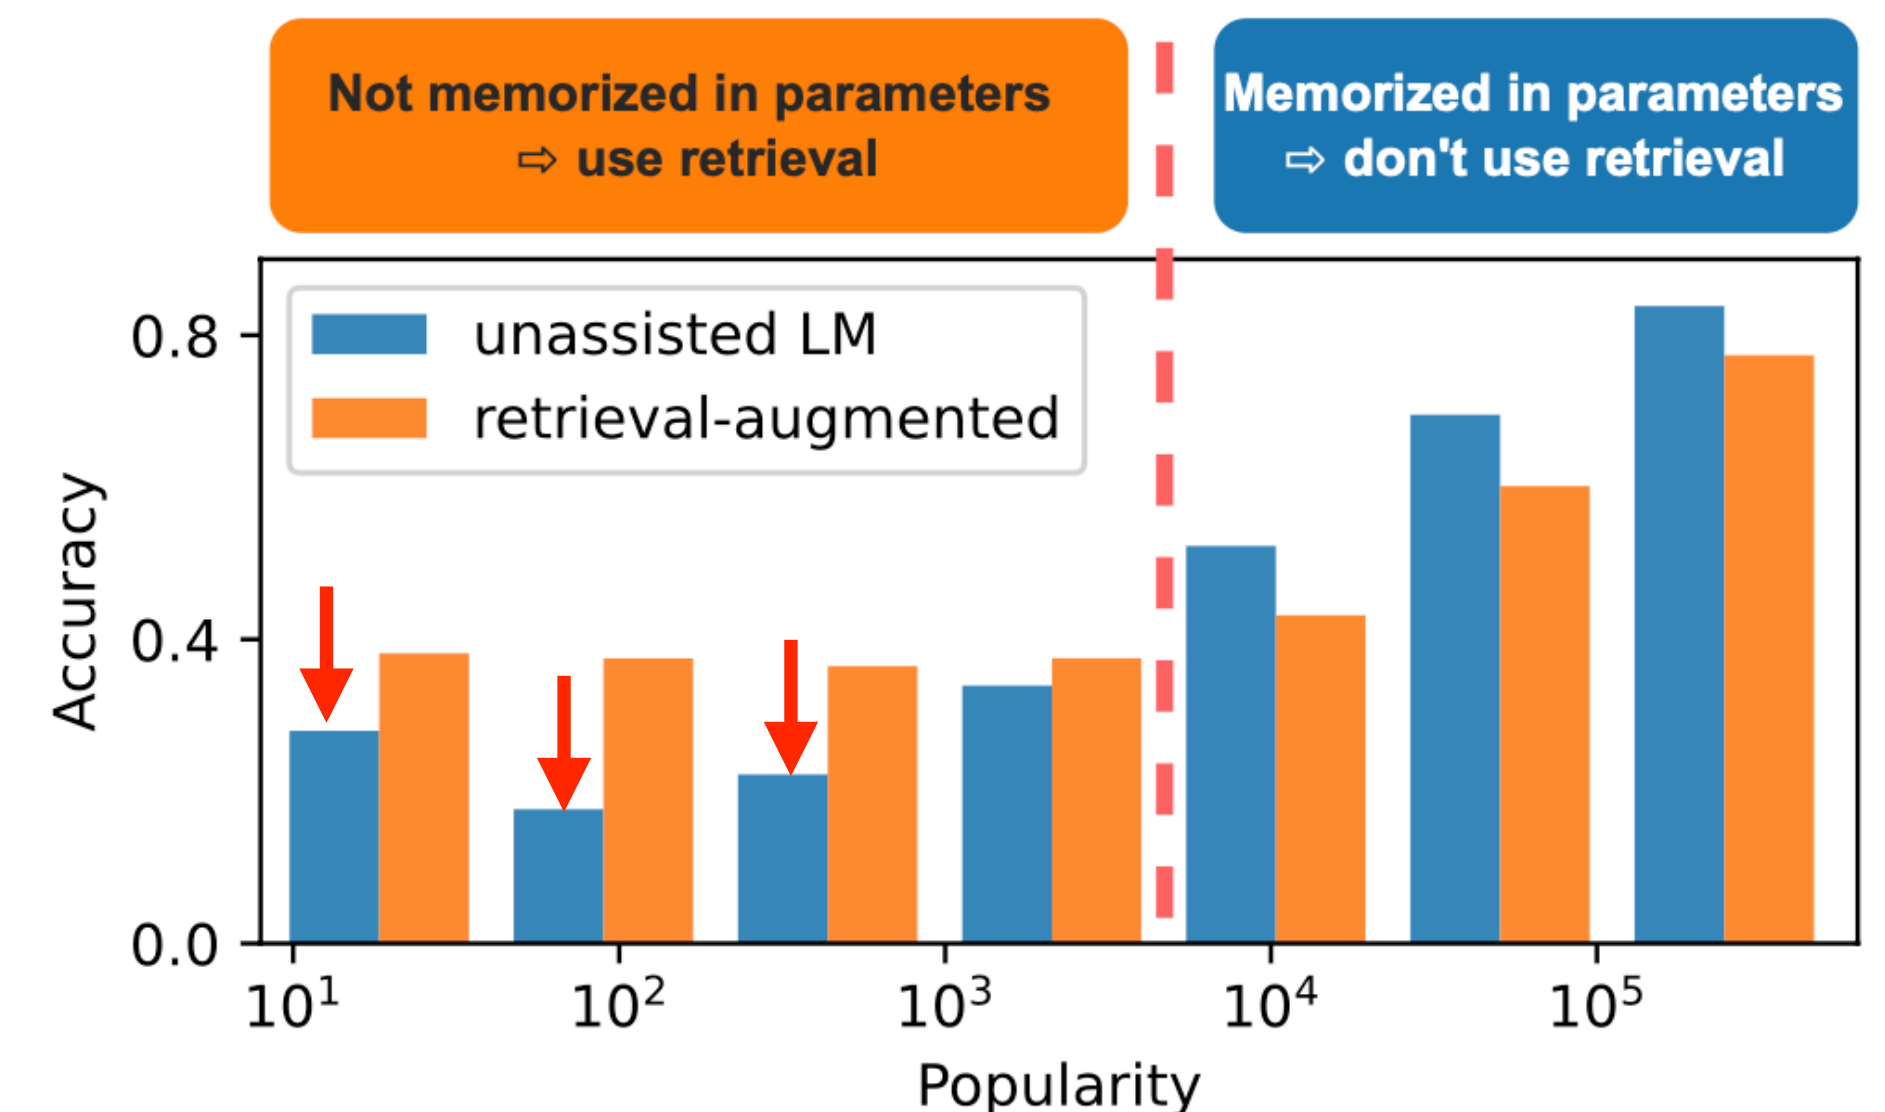 Not memorized in parameters
⇨ use retrieval
Memorized in parameters
⇨ don't use retrieval
unassisted LM
retrieval-augmented
Accuracy
0.8
0.4
0.0
10¹
10²
10³
10⁴
10⁵
Popularity